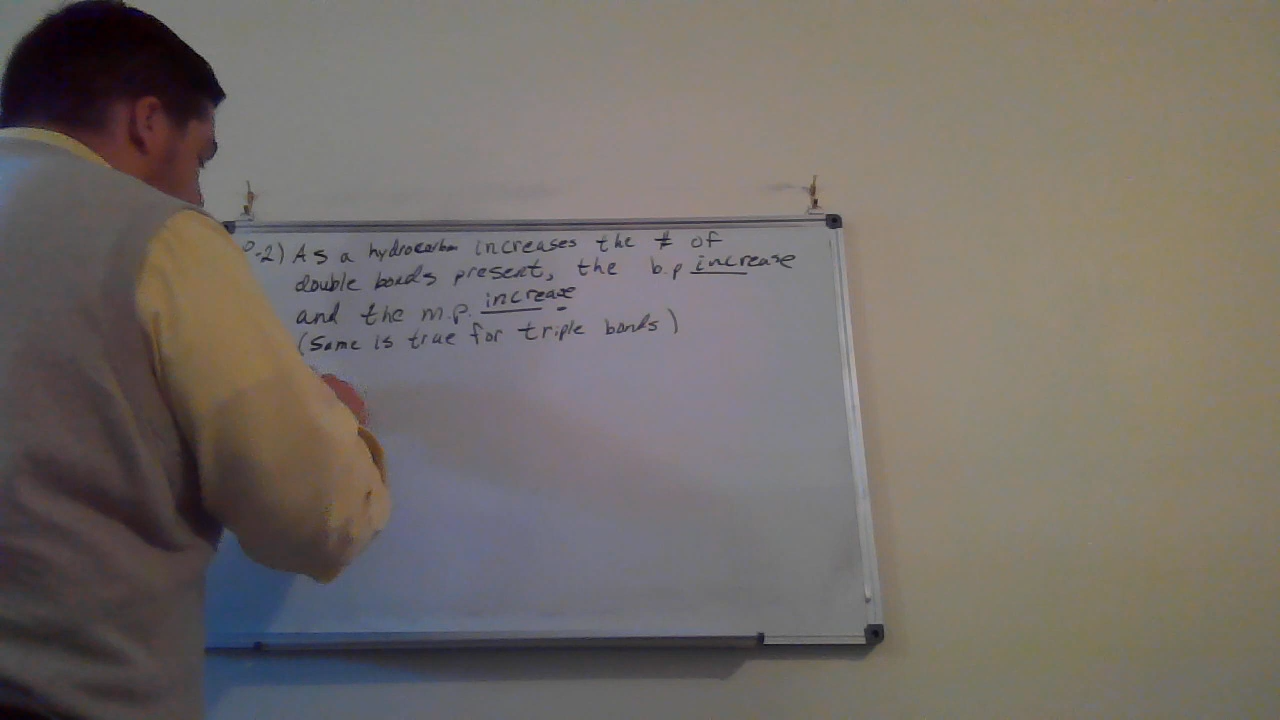 2) As a hydrocarbon increases the # of
double bonds present, the b.p increase
and the m.p. increase
(Same is true for triple bonds)